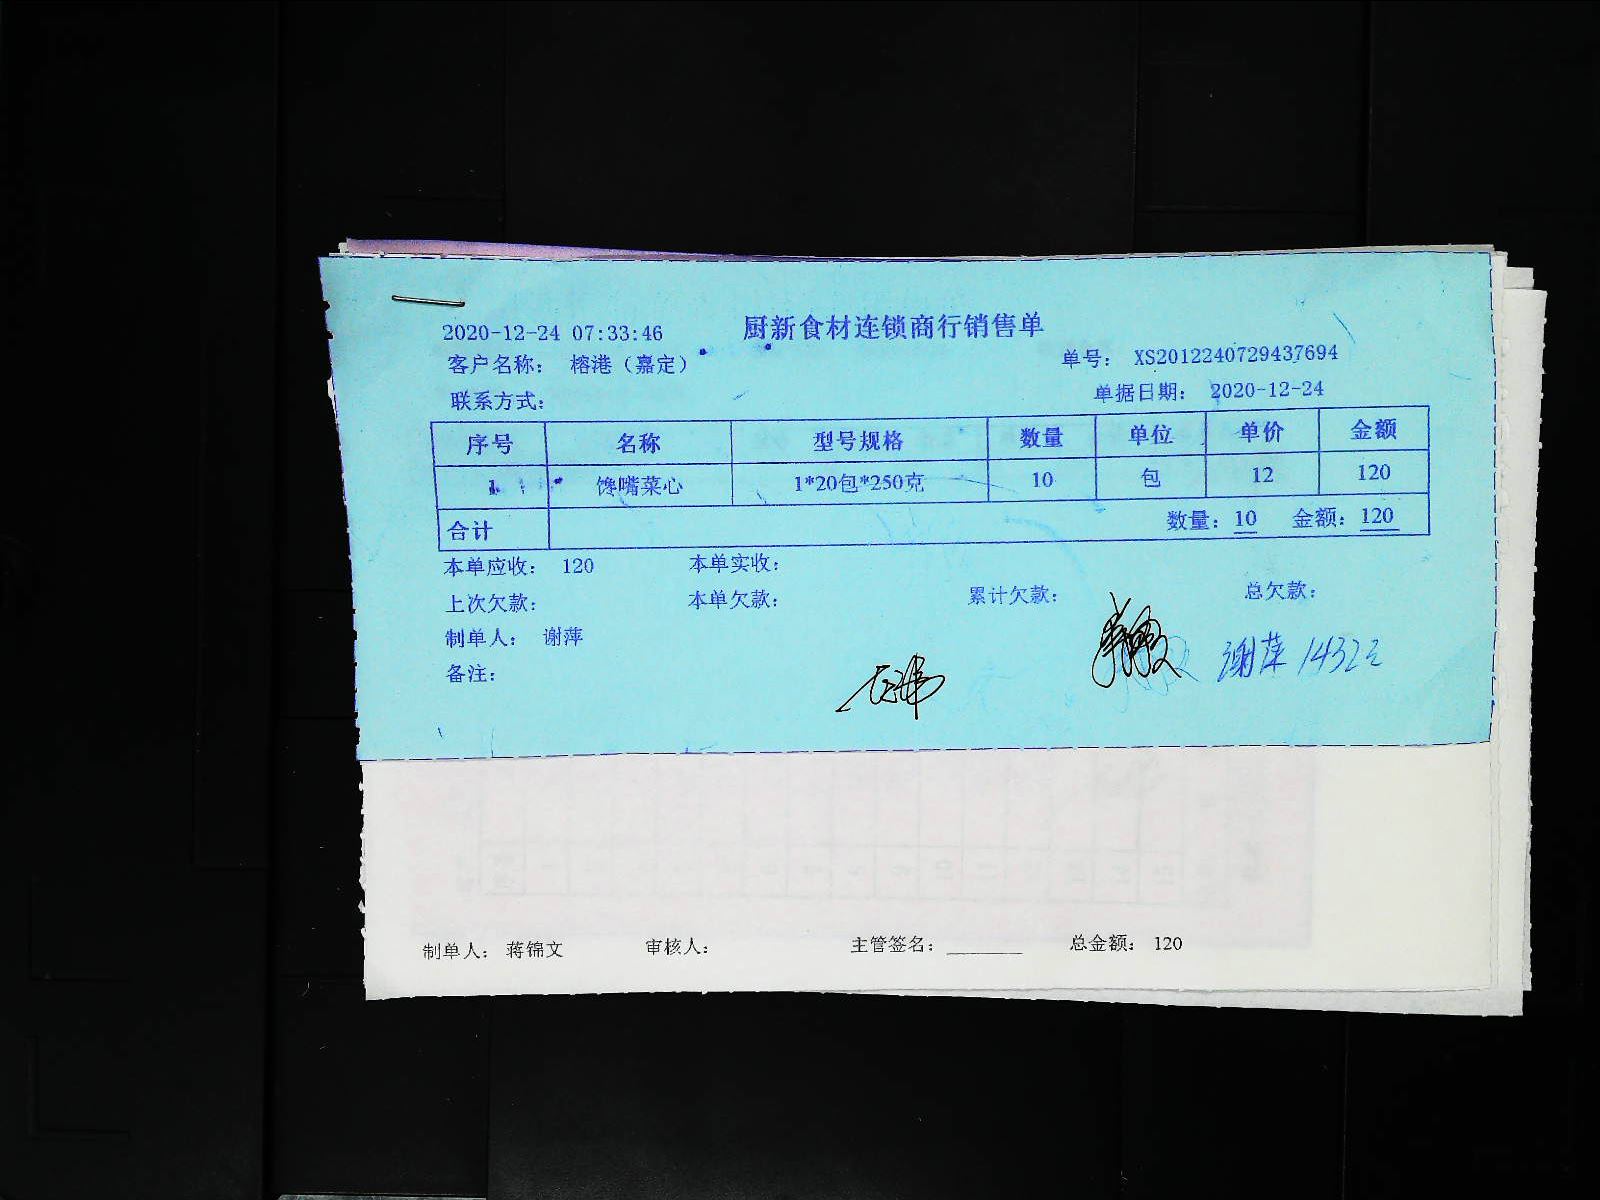 厨新食材连锁商行销售单
2020-12-24 07:33:46
客户名称： 榕港（嘉定） 单号： XS2012240729437694
联系方式： 单据日期： 2020-12-24
序号 名称 型号规格 数量 单位 单价 金额
1 馋嘴菜心 1*20包*250克 10 包 12 120
合计 数量：10 金额：120
本单应收： 120 本单实收：
上次欠款： 本单欠款： 累计欠款： 总欠款：
制单人： 谢萍
备注：
谢萍 1432
制单人： 蒋锦文 审核人： 主管签名： 总金额： 120